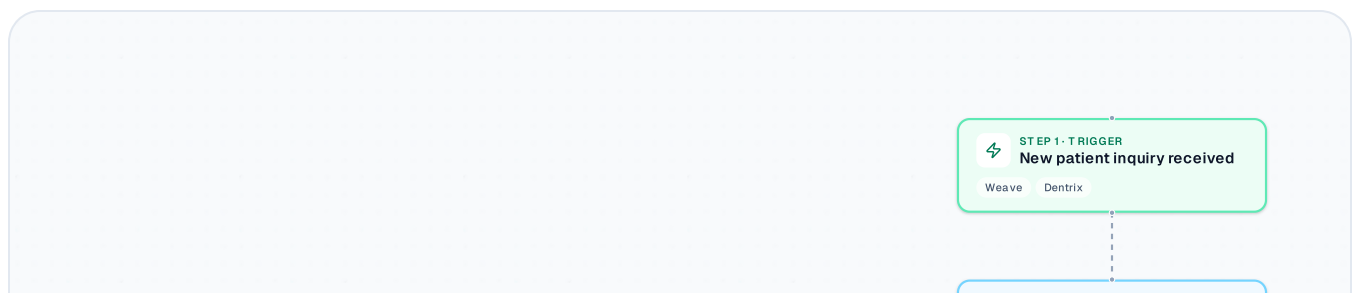 STEP 1 · TRIGGER
New patient inquiry received
Weave Dentrix